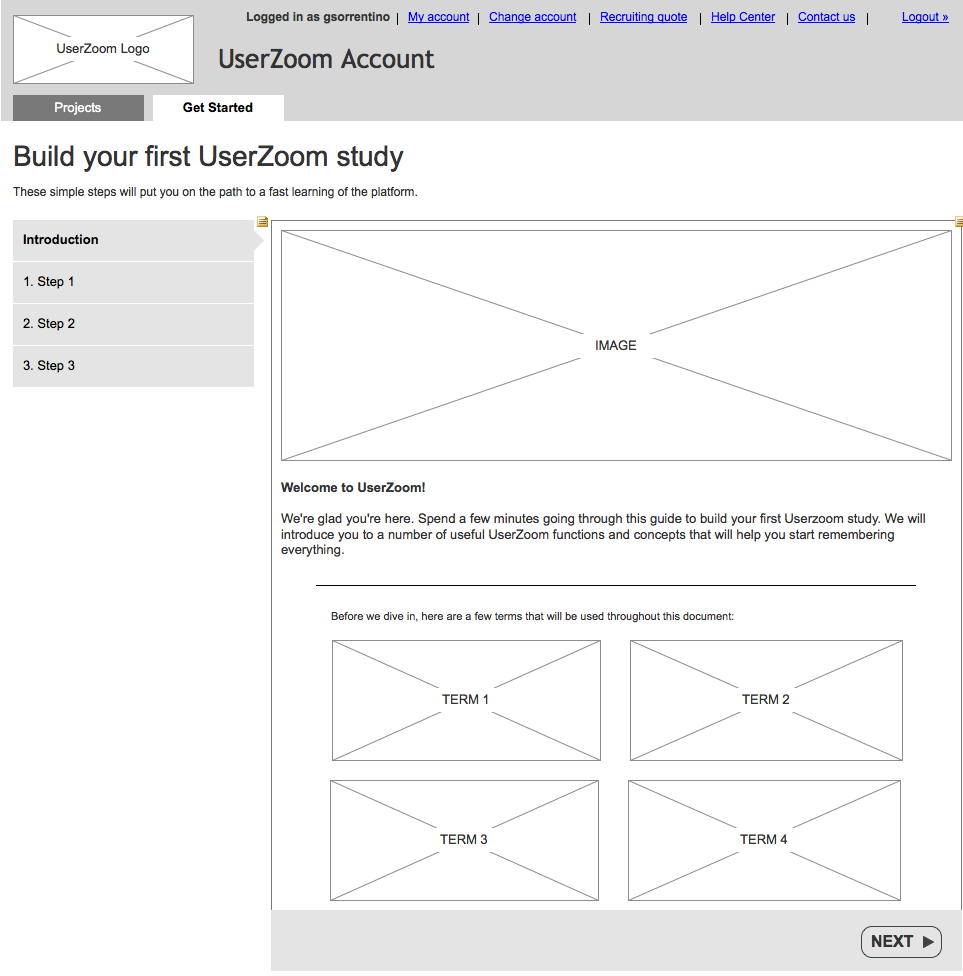 Logged in as gsorrentino | My account | Change account | Recruiting quote | Help Center | Contact us | Logout »
UserZoom Logo
UserZoom Account
Projects
Get Started
Build your first UserZoom study
These simple steps will put you on the path to a fast learning of the platform.
Introduction
1. Step 1
2. Step 2
3. Step 3
IMAGE
Welcome to UserZoom!
We're glad you're here. Spend a few minutes going through this guide to build your first Userzoom study. We will
introduce you to a number of useful UserZoom functions and concepts that will help you start remembering
everything.
Before we dive in, here are a few terms that will be used throughout this document:
TERM 1
TERM 2
TERM 3
TERM 4
NEXT